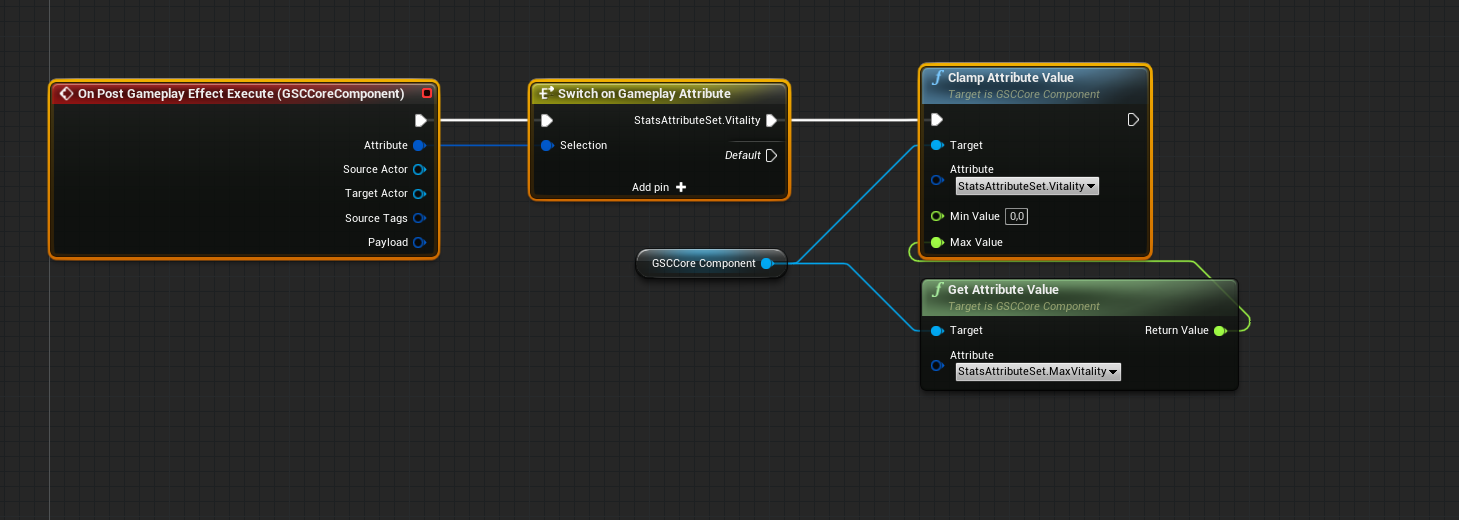 On Post Gameplay Effect Execute (GSCCoreComponent)
Attribute
Source Actor
Target Actor
Source Tags
Payload
Switch on Gameplay Attribute
StatsAttributeSet.Vitality
Selection
Default
Add pin
GSCCore Component
f Clamp Attribute Value
Target is GSCCore Component
Target
Attribute
StatsAttributeSet.Vitality
Min Value 0,0
Max Value
f Get Attribute Value
Target is GSCCore Component
Target Return Value
Attribute
StatsAttributeSet.MaxVitality